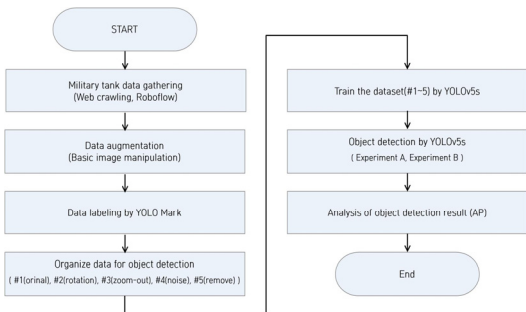 START
Military tank data gathering
(Web crawling, Roboflow)
Data augmentation
(Basic image manipulation)
Data labeling by YOLO Mark
Organize data for object detection
( #1(orinal), #2(rotation), #3(zoom-out), #4(noise), #5(remove) )
Train the dataset(#1~5) by YOLOv5s
Object detection by YOLOv5s
( Experiment A, Experiment B )
Analysis of object detection result (AP)
End